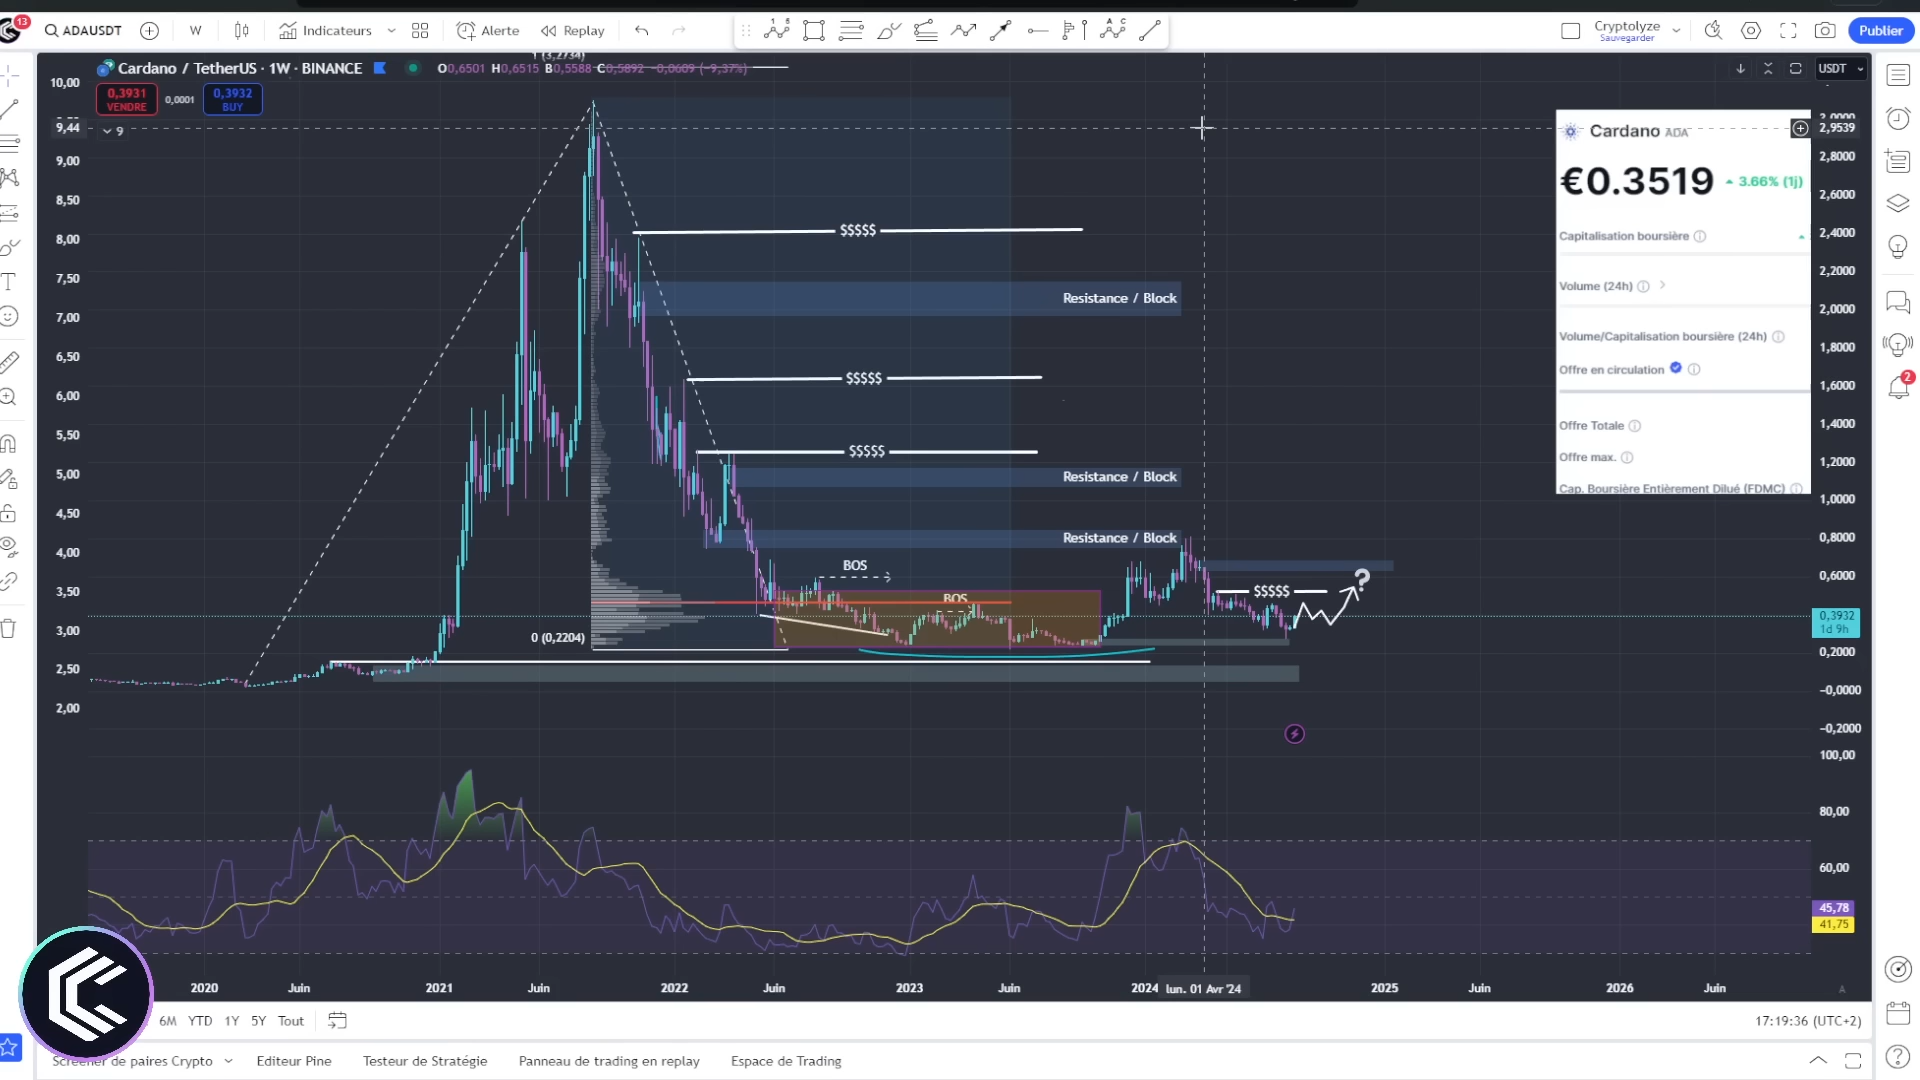 13
ADAUSDT
W
Indicateurs
Alerte
Replay
Cryptolyze
Sauvegarder
Publier
1 (3,2734)
Cardano / TetherUS · 1W · BINANCE
O0,6501 H0,6515 B0,5588 C0,5892 −0,0609 (−9,37%)
USDT
0,3931
VENDRE
0,0001
0,3932
BUY
9
10,00
9,44
9,00
8,50
8,00
7,50
7,00
6,50
6,00
5,50
5,00
4,50
4,00
3,50
3,00
2,50
2,00
$$$$$
Resistance / Block
$$$$$
$$$$$
Resistance / Block
Resistance / Block
BOS
BOS
$$$$$
?
0 (0,2204)
Cardano ADA
€0.3519
3.66% (1j)
Capitalisation boursière
Volume (24h)
Volume/Capitalisation boursière (24h)
Offre en circulation
Offre Totale
Offre max.
Cap. Boursière Entièrement Dilué (FDMC)
2,9539
2,8000
2,6000
2,4000
2,2000
2,0000
1,8000
1,6000
1,4000
1,2000
1,0000
0,8000
0,6000
0,3932
1d 9h
0,2000
−0,0000
−0,2000
100,00
80,00
60,00
45,78
41,75
2
2020
Juin
2021
Juin
2022
Juin
2023
Juin
2024
lun. 01 Avr '24
2025
Juin
2026
Juin
A
6M YTD 1Y 5Y Tout
17:19:36 (UTC+2)
Screener de paires Crypto
Editeur Pine
Testeur de Stratégie
Panneau de trading en replay
Espace de Trading